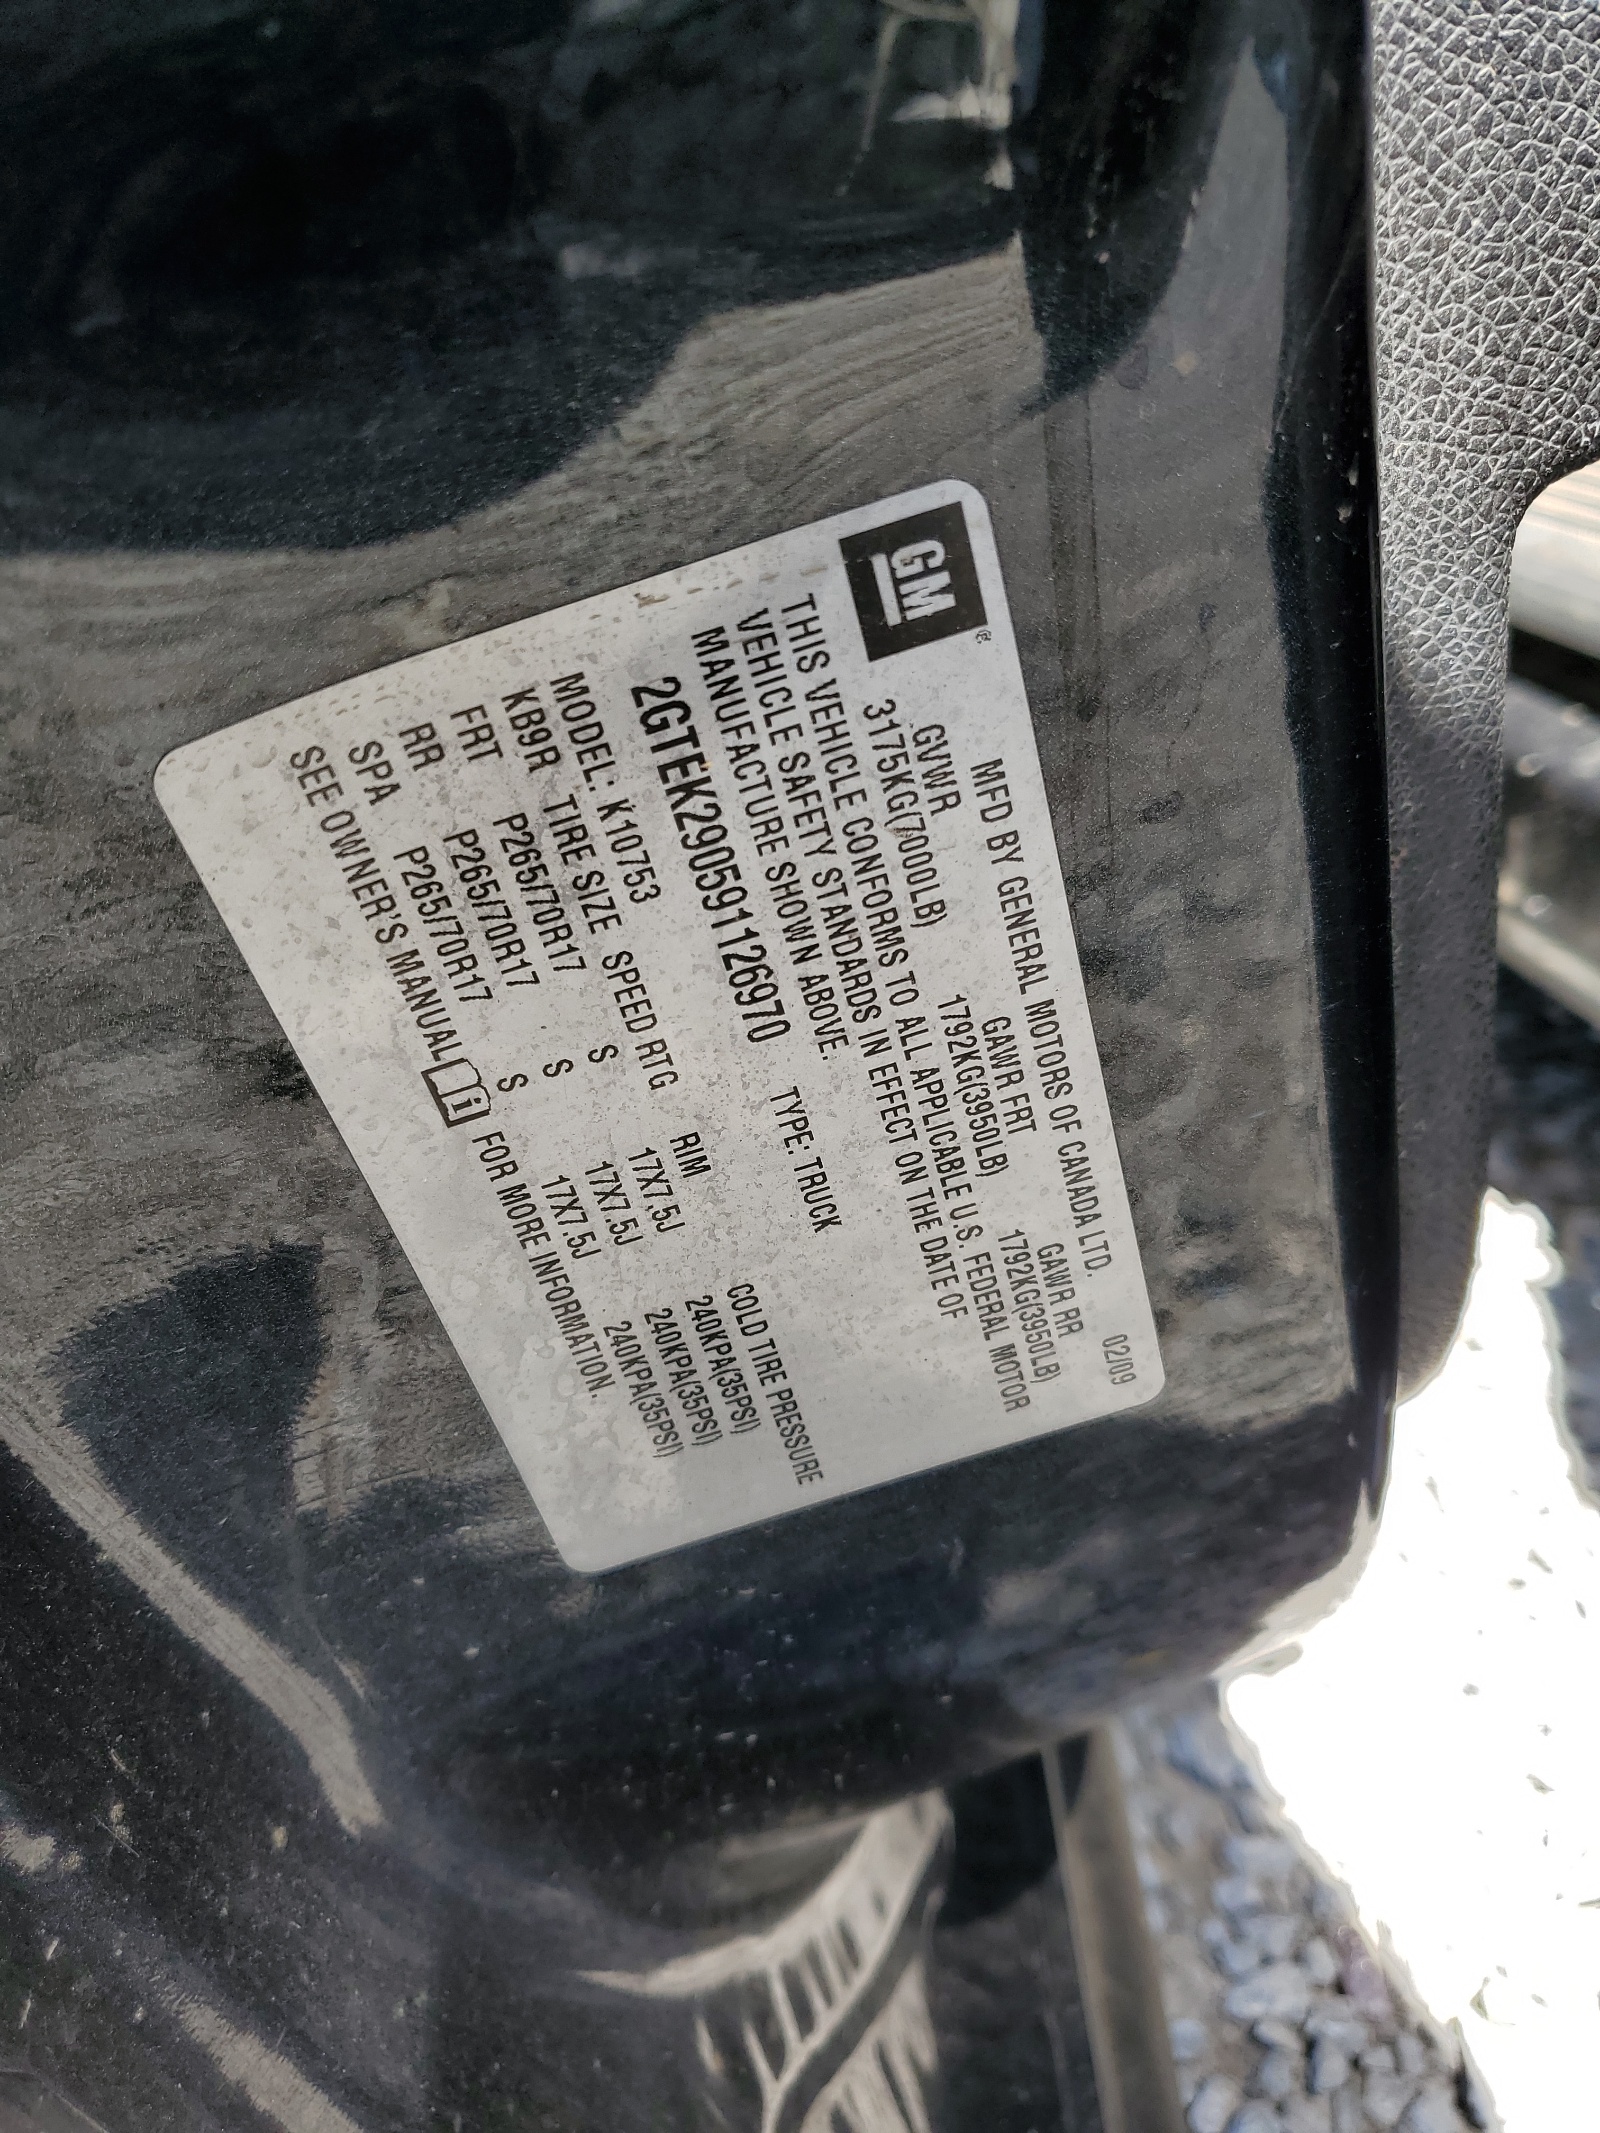 GM®
MFD BY GENERAL MOTORS OF CANADA LTD. 02/09
GVWR GAWR FRT GAWR RR
3175KG(7000LB) 1792KG(3950LB) 1792KG(3950LB)
THIS VEHICLE CONFORMS TO ALL APPLICABLE U.S. FEDERAL MOTOR
VEHICLE SAFETY STANDARDS IN EFFECT ON THE DATE OF
MANUFACTURE SHOWN ABOVE.
2GTEK290591126970 TYPE: TRUCK
MODEL: K10753
KB9R TIRE SIZE SPEED RTG RIM COLD TIRE PRESSURE
FRT P265/70R17 S 17X7.5J 240KPA(35PSI)
RR P265/70R17 S 17X7.5J 240KPA(35PSI)
SPA P265/70R17 S 17X7.5J 240KPA(35PSI)
SEE OWNER'S MANUAL i FOR MORE INFORMATION.